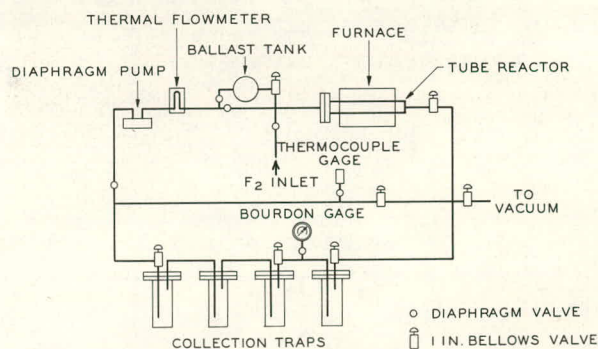 THERMAL FLOWMETER
BALLAST TANK
FURNACE
DIAPHRAGM PUMP
TUBE REACTOR
THERMOCOUPLE
GAGE
F₂ INLET
TO
VACUUM
BOURDON GAGE
COLLECTION TRAPS
DIAPHRAGM VALVE
1 IN. BELLOWS VALVE